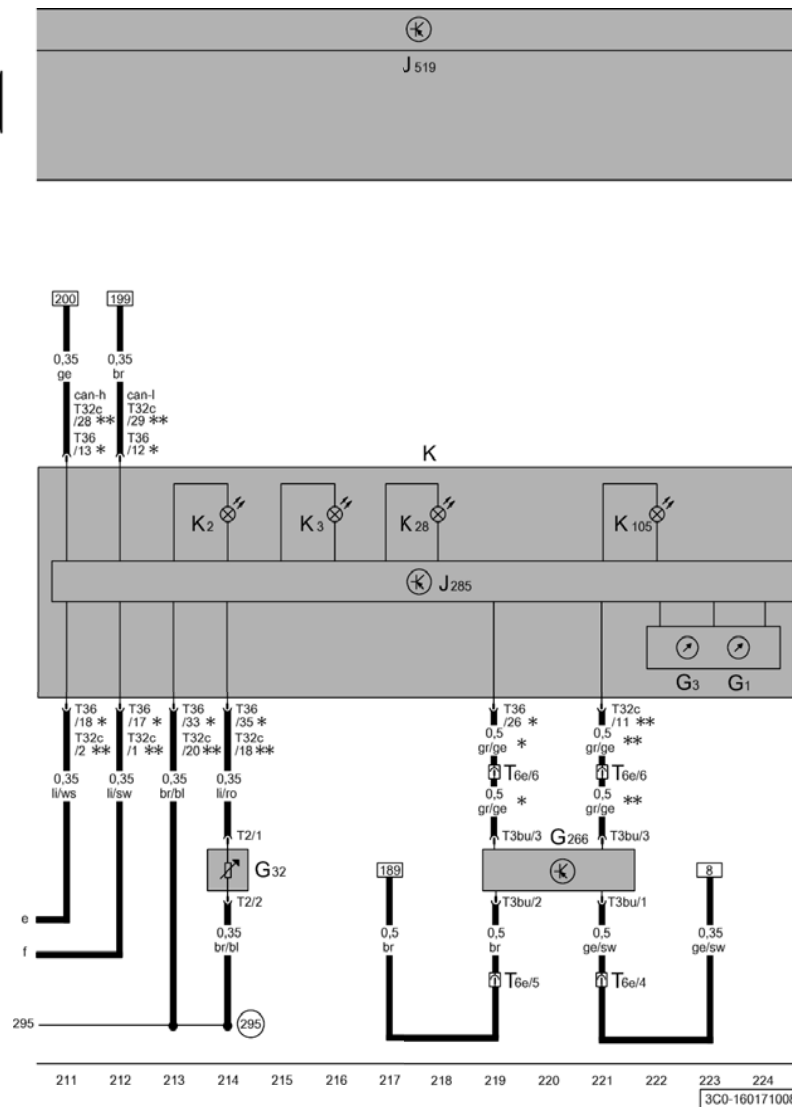 J519
200 199
0,35 0,35
ge br
can-h can-l
T32c T32c
/28 ** /29 **
T36 T36
/13 * /12 *
K
K2 K3 K28 K105
J285
G3 G1
T36 T36 T36 T36 T36 T32c
/18 * /17 * /33 * /35 * /26 * /11 **
T32c T32c T32c T32c
/2 ** /1 ** /20 ** /18 **
0,5 0,5
gr/ge * gr/ge **
T6e/6 T6e/6
0,35 0,35 0,35 0,35
li/ws li/sw br/bl li/ro
0,5 0,5
gr/ge * gr/ge **
T2/1 T3bu/3 G266 T3bu/3
G32 189 8
T2/2 T3bu/2 T3bu/1
e
0,35 0,5 0,5 0,5 0,35
br/bl br br ge/sw ge/sw
f
T6e/5 T6e/4
295 295
211 212 213 214 215 216 217 218 219 220 221 222 223 224
3C0-160171008